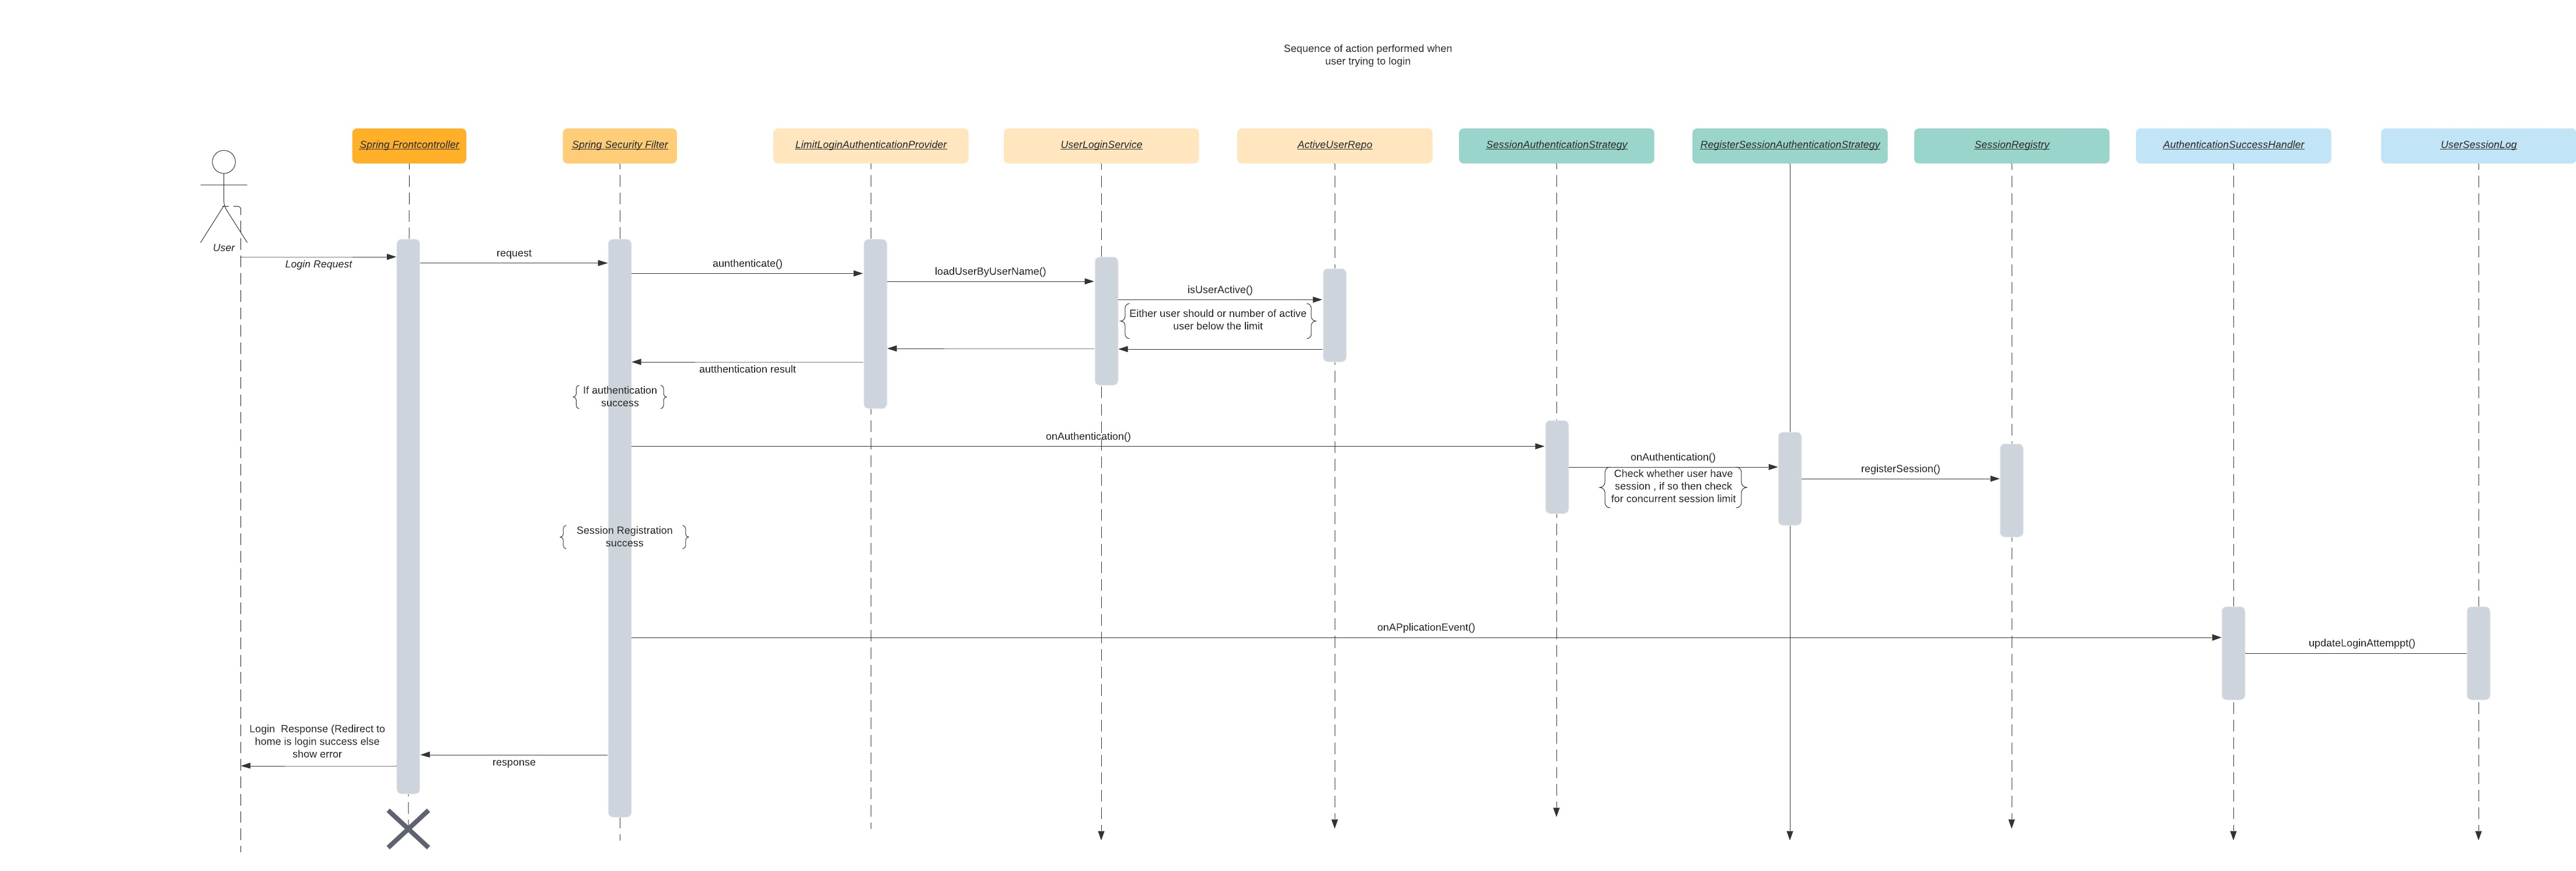 Sequence of action performed when
user trying to login
Spring Frontcontroller
Spring Security Filter
LimitLoginAuthenticationProvider
UserLoginService
ActiveUserRepo
SessionAuthenticationStrategy
RegisterSessionAuthenticationStrategy
SessionRegistry
AuthenticationSuccessHandler
UserSessionLog
User
Login Request
request
aunthenticate()
loadUserByUserName()
isUserActive()
Either user should or number of active
user below the limit
autthentication result
If authentication
success
onAuthentication()
onAuthentication()
Check whether user have
session , if so then check
for concurrent session limit
registerSession()
Session Registration
success
onAPplicationEvent()
updateLoginAttemppt()
Login  Response (Redirect to
home is login success else
show error
response